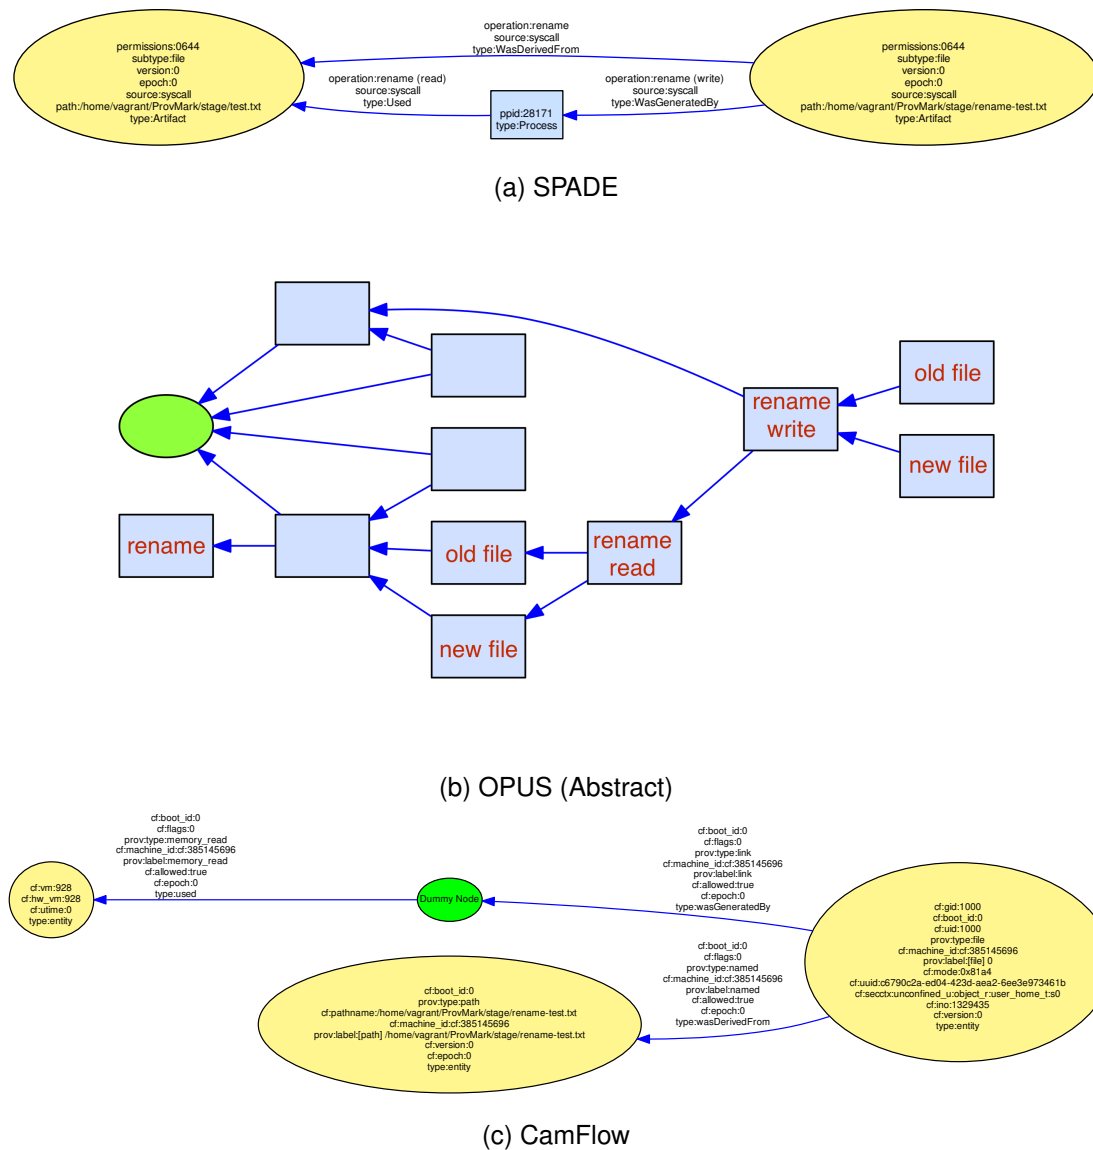 operation:rename
source:syscall
type:WasDerivedFrom
permissions:0644
subtype:file
version:0
epoch:0
source:syscall
path:/home/vagrant/ProvMark/stage/test.txt
type:Artifact
operation:rename (read)
source:syscall
type:Used
ppid:28171
type:Process
operation:rename (write)
source:syscall
type:WasGeneratedBy
permissions:0644
subtype:file
version:0
epoch:0
source:syscall
path:/home/vagrant/ProvMark/stage/rename-test.txt
type:Artifact
(a) SPADE
old file
rename
write
new file
rename
old file
rename
read
new file
(b) OPUS (Abstract)
cf:boot_id:0
cf:flags:0
prov:type:memory_read
cf:machine_id:cf:385145696
prov:label:memory_read
cf:allowed:true
cf:epoch:0
type:used
cf:vm:928
cf:hw_vm:928
cf:utime:0
type:entity
Dummy Node
cf:boot_id:0
cf:flags:0
prov:type:link
cf:machine_id:cf:385145696
prov:label:link
cf:allowed:true
cf:epoch:0
type:wasGeneratedBy
cf:gid:1000
cf:boot_id:0
cf:uid:1000
prov:type:file
cf:machine_id:cf:385145696
prov:label:[file] 0
cf:mode:0x81a4
cf:uuid:c6790c2a-ed04-423d-aea2-6ee3e973461b
cf:secctx:unconfined_u:object_r:user_home_t:s0
cf:ino:1329435
cf:version:0
type:entity
cf:boot_id:0
cf:flags:0
prov:type:named
cf:machine_id:cf:385145696
prov:label:named
cf:allowed:true
cf:epoch:0
type:wasDerivedFrom
cf:boot_id:0
prov:type:path
cf:pathname:/home/vagrant/ProvMark/stage/rename-test.txt
cf:machine_id:cf:385145696
prov:label:[path] /home/vagrant/ProvMark/stage/rename-test.txt
cf:version:0
cf:epoch:0
type:entity
(c) CamFlow